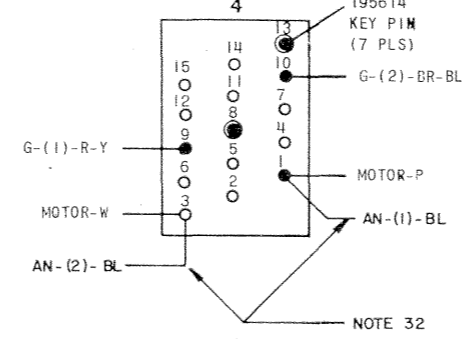 4
195614
KEY PIN
(7 PLS)
13
14
10
15
G-(2)-BR-BL
11
7
12
8
4
9
G-(1)-R-Y
5
1
6
MOTOR-P
2
3
MOTOR-W
AN-(1)-BL
AN-(2)-BL
NOTE 32